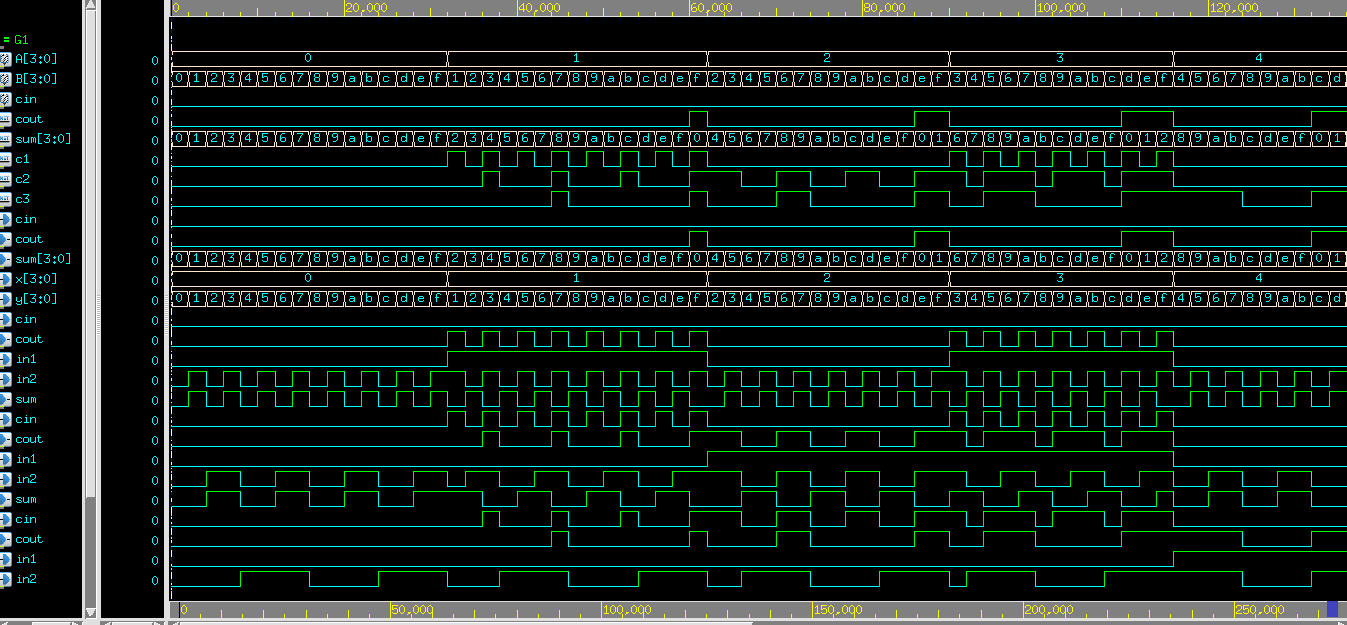 0 20,000 40,000 60,000 80,000 100,000 120,000
= G1
A[3:0] 0 0 1 2 3 4
B[3:0] 0 0 1 2 3 4 5 6 7 8 9 a b c d e f 1 2 3 4 5 6 7 8 9 a b c d e f 2 3 4 5 6 7 8 9 a b c d e f 3 4 5 6 7 8 9 a b c d e f 4 5 6 7 8 9 a b c d
cin 0
cout 0
sum[3:0] 0 0 1 2 3 4 5 6 7 8 9 a b c d e f 2 3 4 5 6 7 8 9 a b c d e f 0 4 5 6 7 8 9 a b c d e f 0 1 6 7 8 9 a b c d e f 0 1 2 8 9 a b c d e f 0 1
c1 0
c2 0
c3 0
cin 0
cout 0
sum[3:0] 0 0 1 2 3 4 5 6 7 8 9 a b c d e f 2 3 4 5 6 7 8 9 a b c d e f 0 4 5 6 7 8 9 a b c d e f 0 1 6 7 8 9 a b c d e f 0 1 2 8 9 a b c d e f 0 1
x[3:0] 0 0 1 2 3 4
y[3:0] 0 0 1 2 3 4 5 6 7 8 9 a b c d e f 1 2 3 4 5 6 7 8 9 a b c d e f 2 3 4 5 6 7 8 9 a b c d e f 3 4 5 6 7 8 9 a b c d e f 4 5 6 7 8 9 a b c d
cin 0
cout 0
in1 0
in2 0
sum 0
cin 0
cout 0
in1 0
in2 0
sum 0
cin 0
cout 0
in1 0
in2 0
0 50,000 100,000 150,000 200,000 250,000